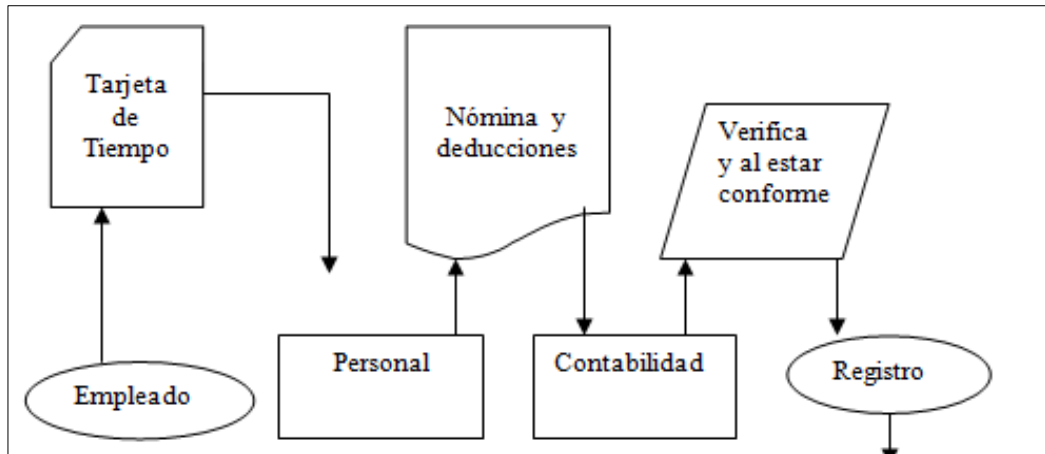 Tarjeta
de
Tiempo
Nómina y
deducciones
Verifica
y al estar
conforme
Empleado
Personal
Contabilidad
Registro